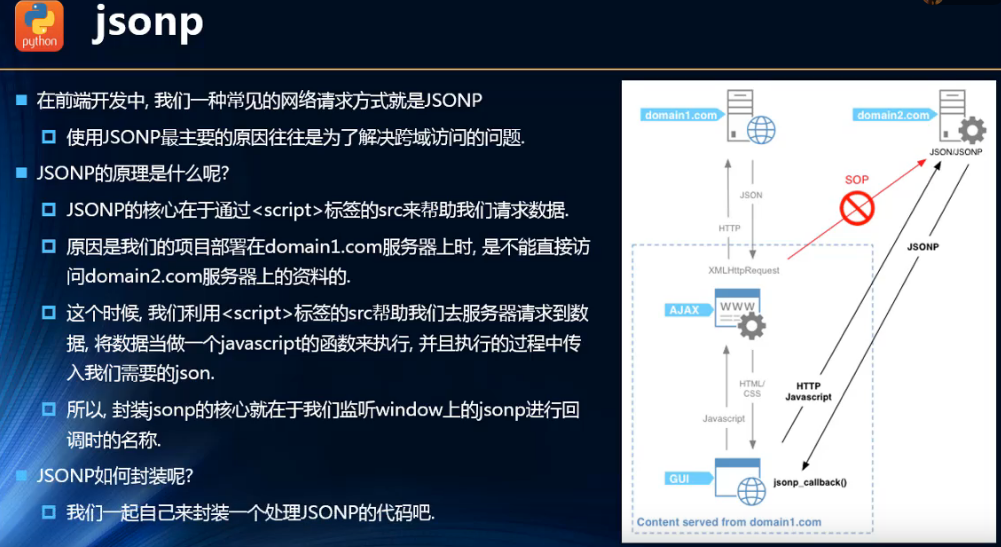 python
jsonp
在前端开发中, 我们一种常见的网络请求方式就是JSONP
使用JSONP最主要的原因往往是为了解决跨域访问的问题.
JSONP的原理是什么呢?
JSONP的核心在于通过<script>标签的src来帮助我们请求数据.
原因是我们的项目部署在domain1.com服务器上时, 是不能直接访
问domain2.com服务器上的资料的.
这个时候, 我们利用<script>标签的src帮助我们去服务器请求到数
据, 将数据当做一个javascript的函数来执行, 并且执行的过程中传
入我们需要的json.
所以, 封装jsonp的核心就在于我们监听window上的jsonp进行回
调时的名称.
JSONP如何封装呢?
我们一起自己来封装一个处理JSONP的代码吧.
domain1.com
domain2.com
JSON/JSONP
SOP
JSON
JSONP
HTTP
XMLHttpRequest
WWW
AJAX
HTML/
CSS
HTTP
Javascript
Javascript
GUI
jsonp_callback()
Content served from domain1.com